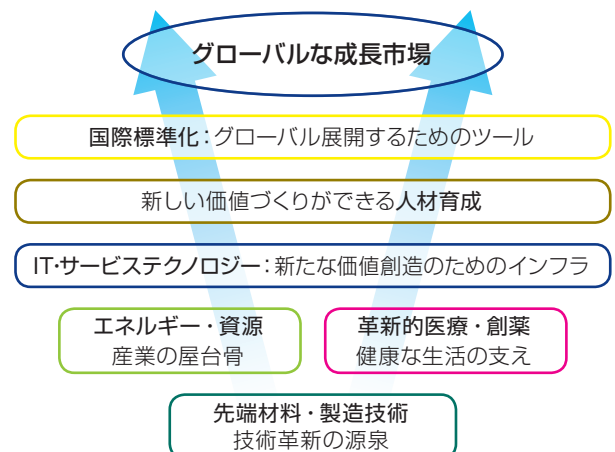 グローバルな成長市場
国際標準化：グローバル展開するためのツール
新しい価値づくりができる人材育成
IT・サービステクノロジー：新たな価値創造のためのインフラ
エネルギー・資源
産業の屋台骨
革新的医療・創薬
健康な生活の支え
先端材料・製造技術
技術革新の源泉